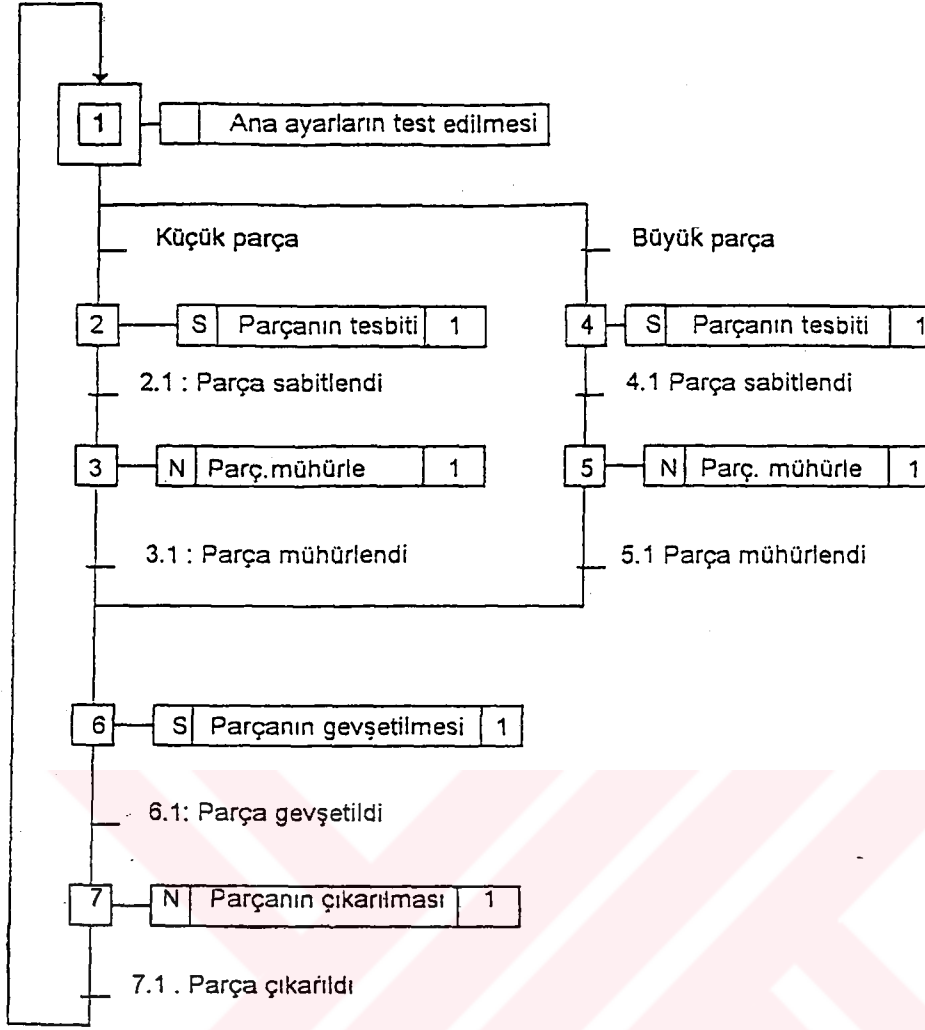 1 Ana ayarların test edilmesi
Küçük parça Büyük parça
2 S Parçanın tesbiti 1 4 S Parçanın tesbiti 1
2.1 : Parça sabitlendi 4.1 Parça sabitlendi
3 N Parç.mühürle 1 5 N Parç. mühürle 1
3.1 : Parça mühürlendi 5.1 Parça mühürlendi
6 S Parçanın gevşetilmesi 1
6.1: Parça gevşetildi
7 N Parçanın çıkarılması 1
7.1 . Parça çıkarıldı